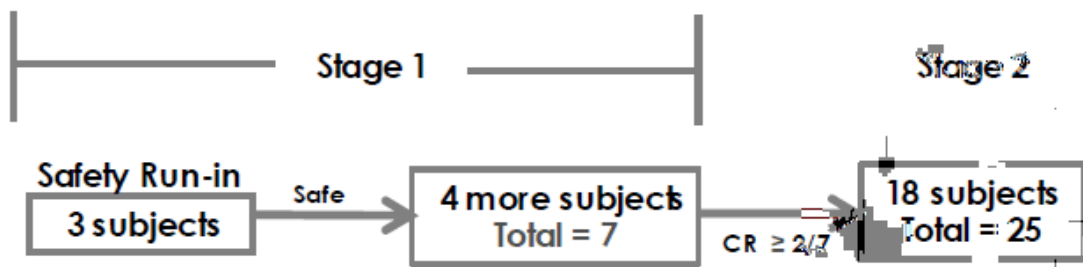 Stage 1
Stage 2
Safety Run-in
3 subjects
Safe
4 more subjects
Total = 7
CR ≥ 2/7
18 subjects
Total = 25